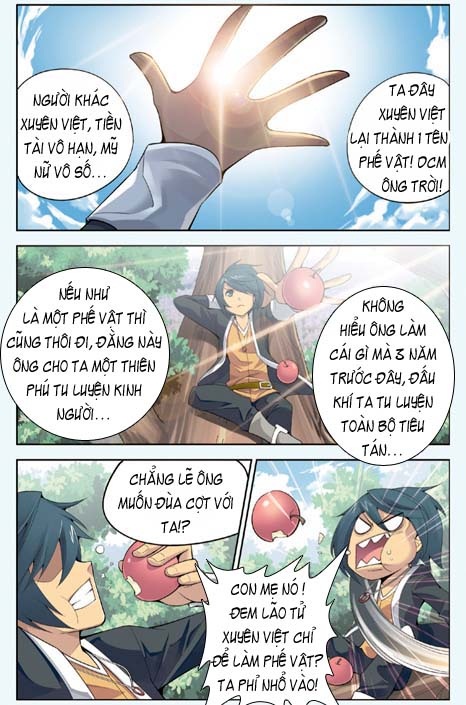 NGƯỜI KHÁC
XUYÊN VIỆT, TIỀN
TÀI VÔ HẠN, MỸ
NỮ VÔ SỐ...
TA ĐÂY
XUYÊN VIỆT
LẠI THÀNH 1 TÊN
PHẾ VẬT! ĐCM
ÔNG TRỜI!
NẾU NHƯ
LÀ MỘT PHẾ VẬT THÌ
CŨNG THÔI ĐI, ĐẰNG NÀY
ÔNG CHO TA MỘT THIÊN
PHÚ TU LUYỆN KINH
NGƯỜI...
KHÔNG
HIỂU ÔNG LÀM
CÁI GÌ MÀ 3 NĂM
TRƯỚC ĐÂY, ĐẤU
KHÍ TA TU LUYỆN
TOÀN BỘ TIÊU
TÁN...
CHẲNG LẼ ÔNG
MUỐN ĐÙA CỢT VỚI
TA!?
CON MẸ NÓ !
ĐEM LÃO TỬ
XUYÊN VIỆT CHỈ
ĐỂ LÀM PHẾ VẬT?
TA PHỈ NHỔ VÀO!